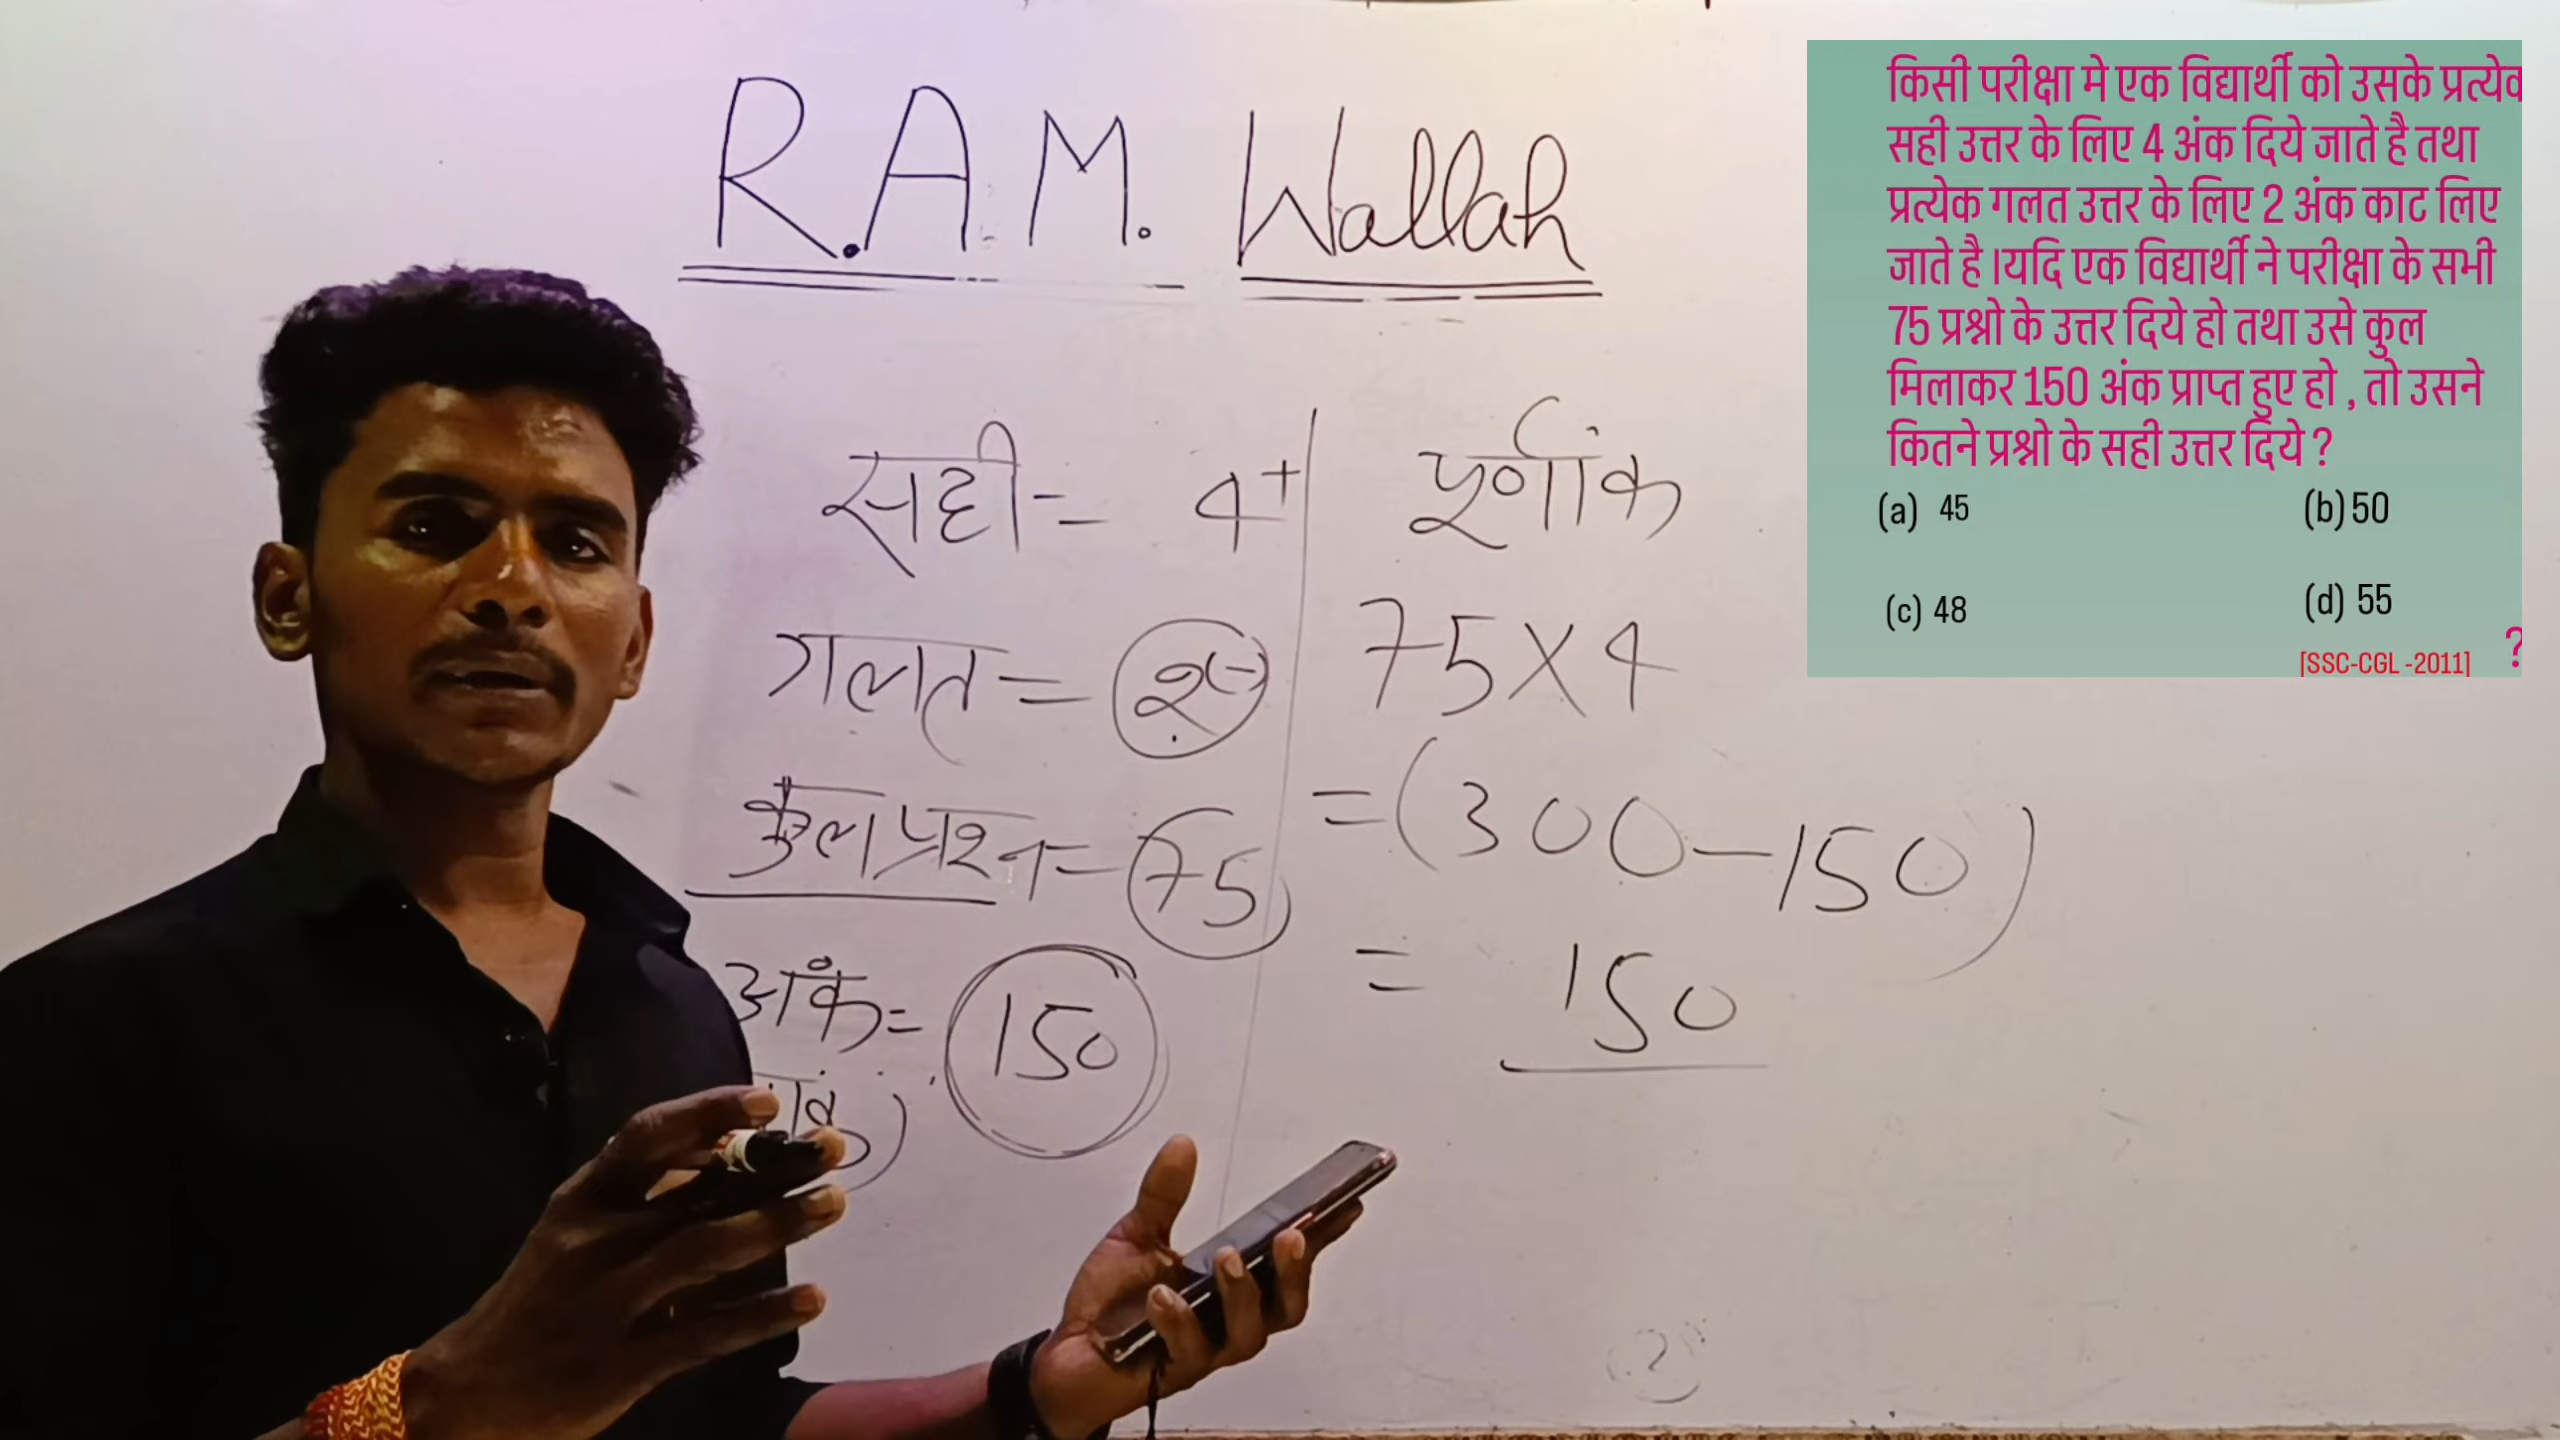 R.A.M. Wallah
सही = 4+
गलत = 2(-)
कुल प्रश्न = 75
अंक = 150
पूर्णांक
75X4
=(300-150)
= 150
किसी परीक्षा मे एक विद्यार्थी को उसके प्रत्येक
सही उत्तर के लिए 4 अंक दिये जाते है तथा
प्रत्येक गलत उत्तर के लिए 2 अंक काट लिए
जाते है ।यदि एक विद्यार्थी ने परीक्षा के सभी
75 प्रश्नो के उत्तर दिये हो तथा उसे कुल
मिलाकर 150 अंक प्राप्त हुए हो , तो उसने
कितने प्रश्नो के सही उत्तर दिये ?
(a) 45 (b) 50
(c) 48 (d) 55
[SSC-CGL -2011] ?